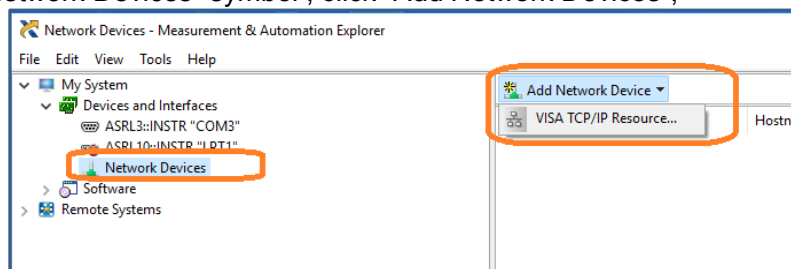 Network Devices - Measurement & Automation Explorer
File Edit View Tools Help
My System
Devices and Interfaces
ASRL3::INSTR "COM3"
ASRL10::INSTR "LPT1"
Network Devices
Software
Remote Systems
Add Network Device
VISA TCP/IP Resource...